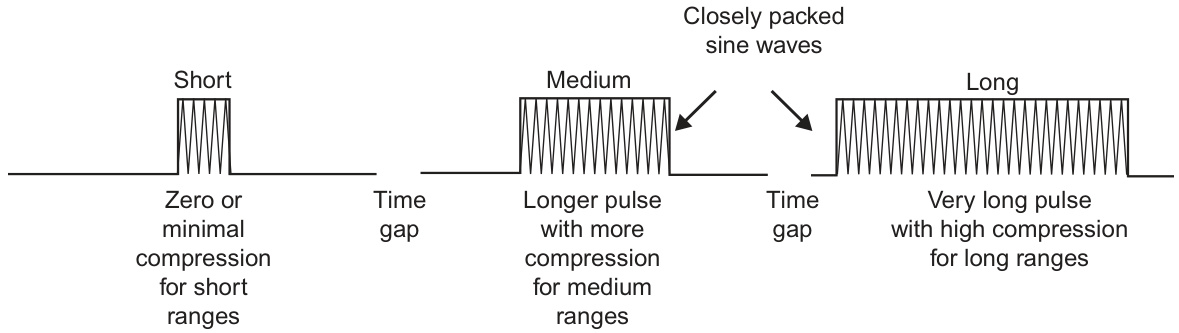 Closely packed
sine waves
Short
Medium
Long
Zero or
minimal
compression
for short
ranges
Time
gap
Longer pulse
with more
compression
for medium
ranges
Time
gap
Very long pulse
with high compression
for long ranges